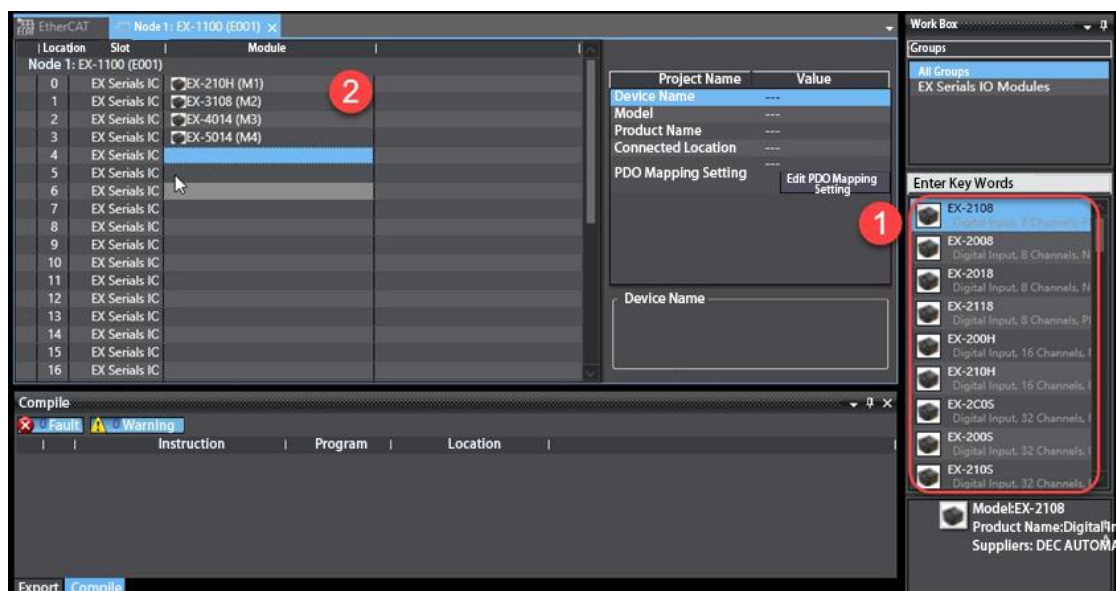 EtherCAT Node1: EX-1100 (E001)
Location Slot Module
Node 1: EX-1100 (E001)
0 EX Serials IC EX-210H (M1)
1 EX Serials IC EX-3108 (M2)
2 EX Serials IC EX-4014 (M3)
3 EX Serials IC EX-5014 (M4)
4 EX Serials IC
5 EX Serials IC
6 EX Serials IC
7 EX Serials IC
8 EX Serials IC
9 EX Serials IC
10 EX Serials IC
11 EX Serials IC
12 EX Serials IC
13 EX Serials IC
14 EX Serials IC
15 EX Serials IC
16 EX Serials IC
2
Project Name Value
Device Name ---
Model ---
Product Name ---
Connected Location ---
PDO Mapping Setting ---
Edit PDO Mapping
Setting
Device Name
Work Box
Groups
All Groups
EX Serials IO Modules
Enter Key Words
1
EX-2108
Digital Input, 8 Channels, P
EX-2008
Digital Input, 8 Channels, N
EX-2018
Digital Input, 8 Channels, N
EX-2118
Digital Input, 8 Channels, P
EX-200H
Digital Input, 16 Channels,
EX-210H
Digital Input, 16 Channels,
EX-2C0S
Digital Input, 32 Channels,
EX-200S
Digital Input, 32 Channels,
EX-210S
Digital Input, 32 Channels,
Model:EX-2108
Product Name:Digital In
Suppliers: DEC AUTOMA
Compile
0 Fault 0 Warning
Instruction Program Location
Export Compile